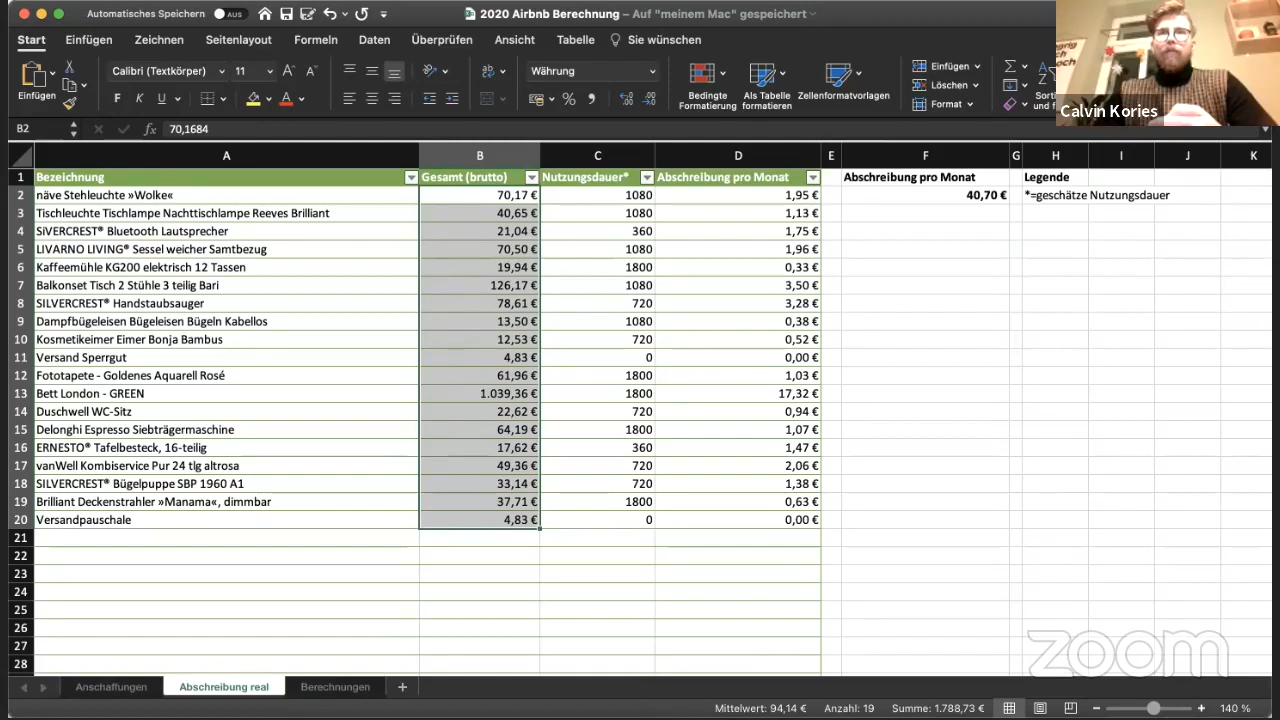 Automatisches Speichern AUS
2020 Airbnb Berechnung – Auf "meinem Mac" gespeichert
Start Einfügen Zeichnen Seitenlayout Formeln Daten Überprüfen Ansicht Tabelle Sie wünschen
Einfügen Calibri (Textkörper) 11 Währung
F K U
Bedingte Formatierung
Als Tabelle formatieren
Zellenformatvorlagen
Einfügen
Löschen
Format
Calvin Kories
B2 fx 70,1684
A B C D E F G H I J K
1 Bezeichnung Gesamt (brutto) Nutzungsdauer* Abschreibung pro Monat Abschreibung pro Monat Legende
2 näve Stehleuchte »Wolke« 70,17 € 1080 1,95 € 40,70 € *=geschätze Nutzungsdauer
3 Tischleuchte Tischlampe Nachttischlampe Reeves Brilliant 40,65 € 1080 1,13 €
4 SiVERCREST® Bluetooth Lautsprecher 21,04 € 360 1,75 €
5 LIVARNO LIVING® Sessel weicher Samtbezug 70,50 € 1080 1,96 €
6 Kaffeemühle KG200 elektrisch 12 Tassen 19,94 € 1800 0,33 €
7 Balkonset Tisch 2 Stühle 3 teilig Bari 126,17 € 1080 3,50 €
8 SILVERCREST® Handstaubsauger 78,61 € 720 3,28 €
9 Dampfbügeleisen Bügeleisen Bügeln Kabellos 13,50 € 1080 0,38 €
10 Kosmetikeimer Eimer Bonja Bambus 12,53 € 720 0,52 €
11 Versand Sperrgut 4,83 € 0 0,00 €
12 Fototapete - Goldenes Aquarell Rosé 61,96 € 1800 1,03 €
13 Bett London - GREEN 1.039,36 € 1800 17,32 €
14 Duschwell WC-Sitz 22,62 € 720 0,94 €
15 Delonghi Espresso Siebträgermaschine 64,19 € 1800 1,07 €
16 ERNESTO® Tafelbesteck, 16-teilig 17,62 € 360 1,47 €
17 vanWell Kombiservice Pur 24 tlg altrosa 49,36 € 720 2,06 €
18 SILVERCREST® Bügelpuppe SBP 1960 A1 33,14 € 720 1,38 €
19 Brilliant Deckenstrahler »Manama«, dimmbar 37,71 € 1800 0,63 €
20 Versandpauschale 4,83 € 0 0,00 €
21
22
23
24
25
26
27
28
zoom
Anschaffungen Abschreibung real Berechnungen +
Mittelwert: 94,14 € Anzahl: 19 Summe: 1.788,73 € 140 %